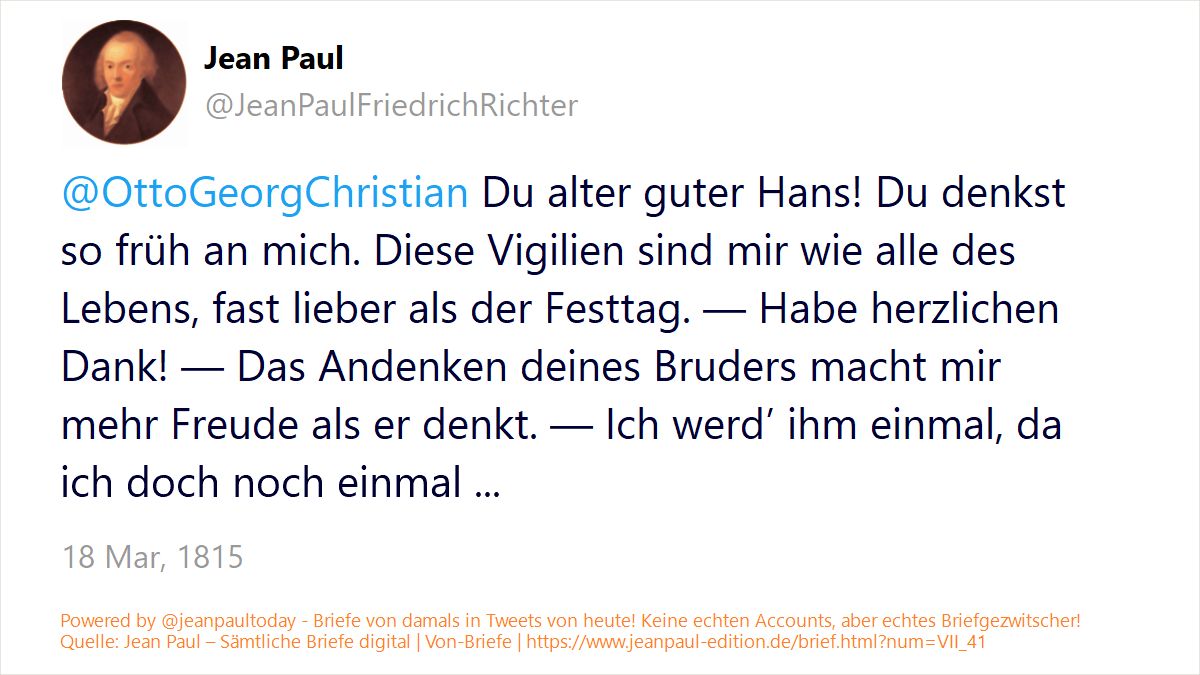 Jean Paul
@JeanPaulFriedrichRichter
@OttoGeorgChristian Du alter guter Hans! Du denkst
so früh an mich. Diese Vigilien sind mir wie alle des
Lebens, fast lieber als der Festtag. — Habe herzlichen
Dank! — Das Andenken deines Bruders macht mir
mehr Freude als er denkt. — Ich werd’ ihm einmal, da
ich doch noch einmal ...
18 Mar, 1815
Powered by @jeanpaultoday - Briefe von damals in Tweets von heute! Keine echten Accounts, aber echtes Briefgezwitscher!
Quelle: Jean Paul – Sämtliche Briefe digital | Von-Briefe | https://www.jeanpaul-edition.de/brief.html?num=VII_41